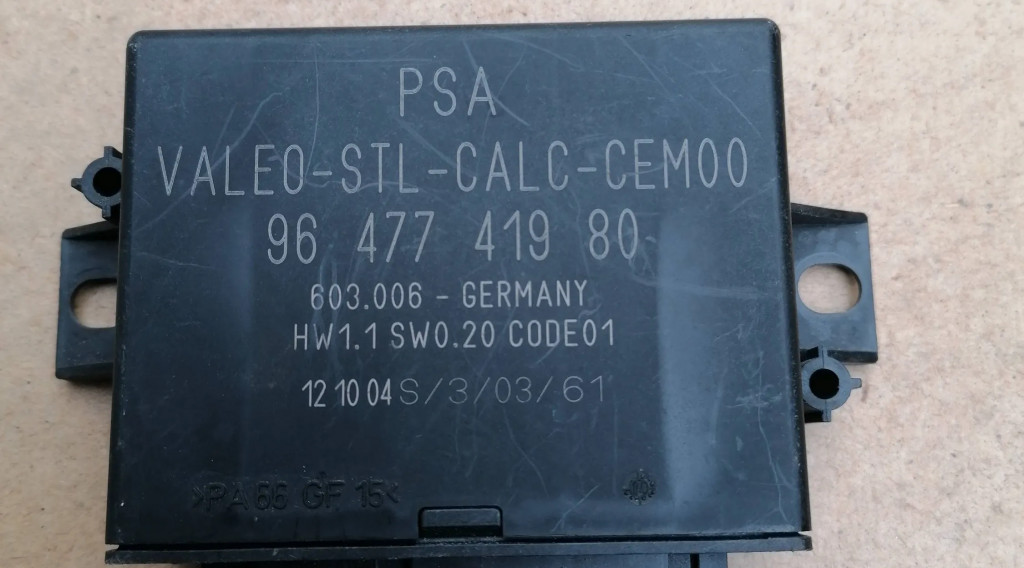 PSA
VALEO-STL-CALC-CEM00
96 477 419 80
603.006 - GERMANY
HW1.1 SW0.20 CODE01
12 10 04 S/3/03/61
>PA 66 GF 15<